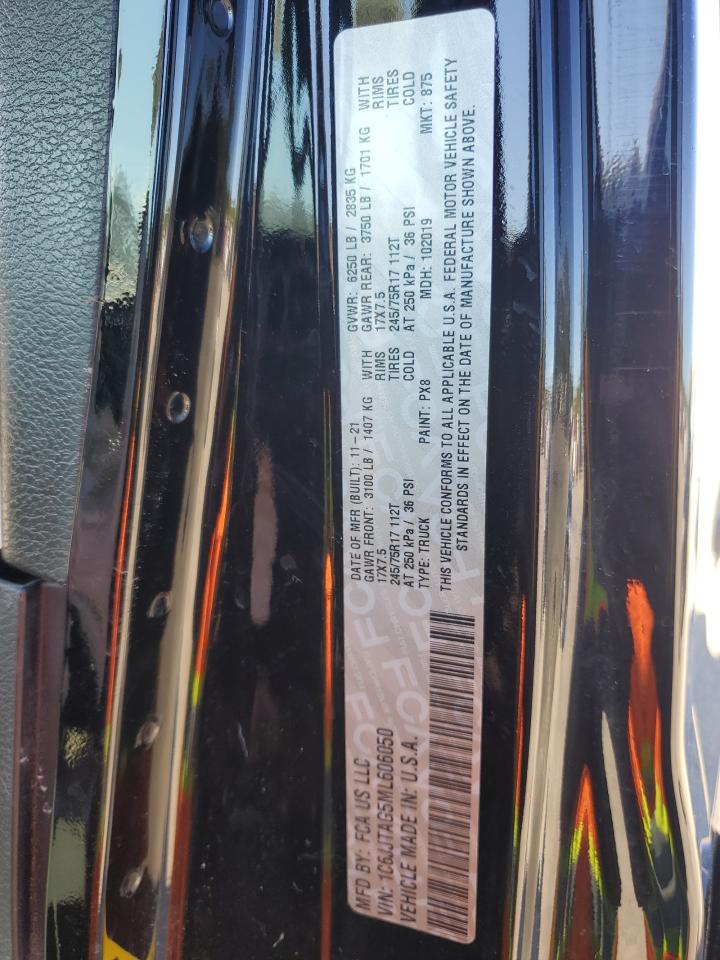 MFD BY: FCA US LLC
DATE OF MFR (BUILT): 11-21
GVWR: 6250 LB / 2835 KG
GAWR FRONT: 3100 LB / 1407 KG WITH
GAWR REAR: 3750 LB / 1701 KG WITH
17X7.5 RIMS
17X7.5 RIMS
245/75R17 112T TIRES
245/75R17 112T TIRES
AT 250 kPa / 36 PSI COLD
AT 250 kPa / 36 PSI COLD
VIN: 1C6JJTAG5ML606050
TYPE: TRUCK PAINT: PX8 MDH: 102019 MKT: 875
VEHICLE MADE IN: U.S.A.
THIS VEHICLE CONFORMS TO ALL APPLICABLE U.S.A. FEDERAL MOTOR VEHICLE SAFETY
STANDARDS IN EFFECT ON THE DATE OF MANUFACTURE SHOWN ABOVE.